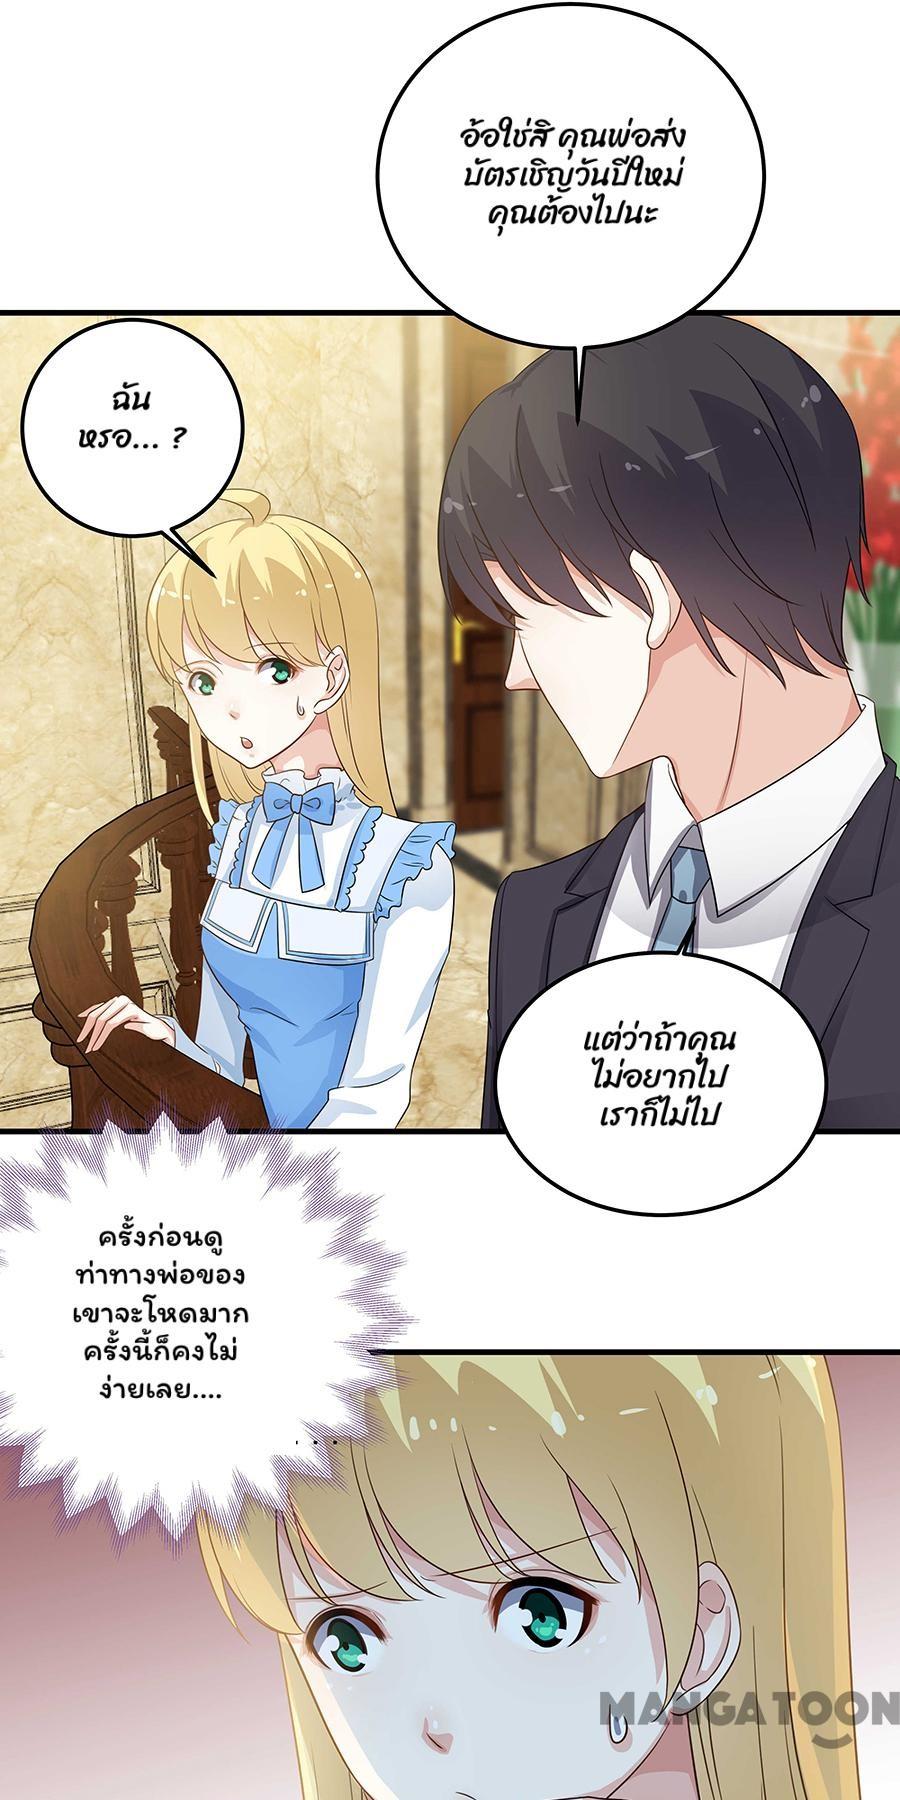 อ้อใช่สิ คุณพ่อส่ง
บัตรเชิญวันปีใหม่
คุณต้องไปนะ
ฉัน
หรอ... ?
แต่ว่าถ้าคุณ
ไม่อยากไป
เราก็ไม่ไป
ครั้งก่อนดู
ท่าทางพ่อของ
เขาจะโหดมาก
ครั้งนี้ก็คงไม่
ง่ายเลย....
MANGATOON